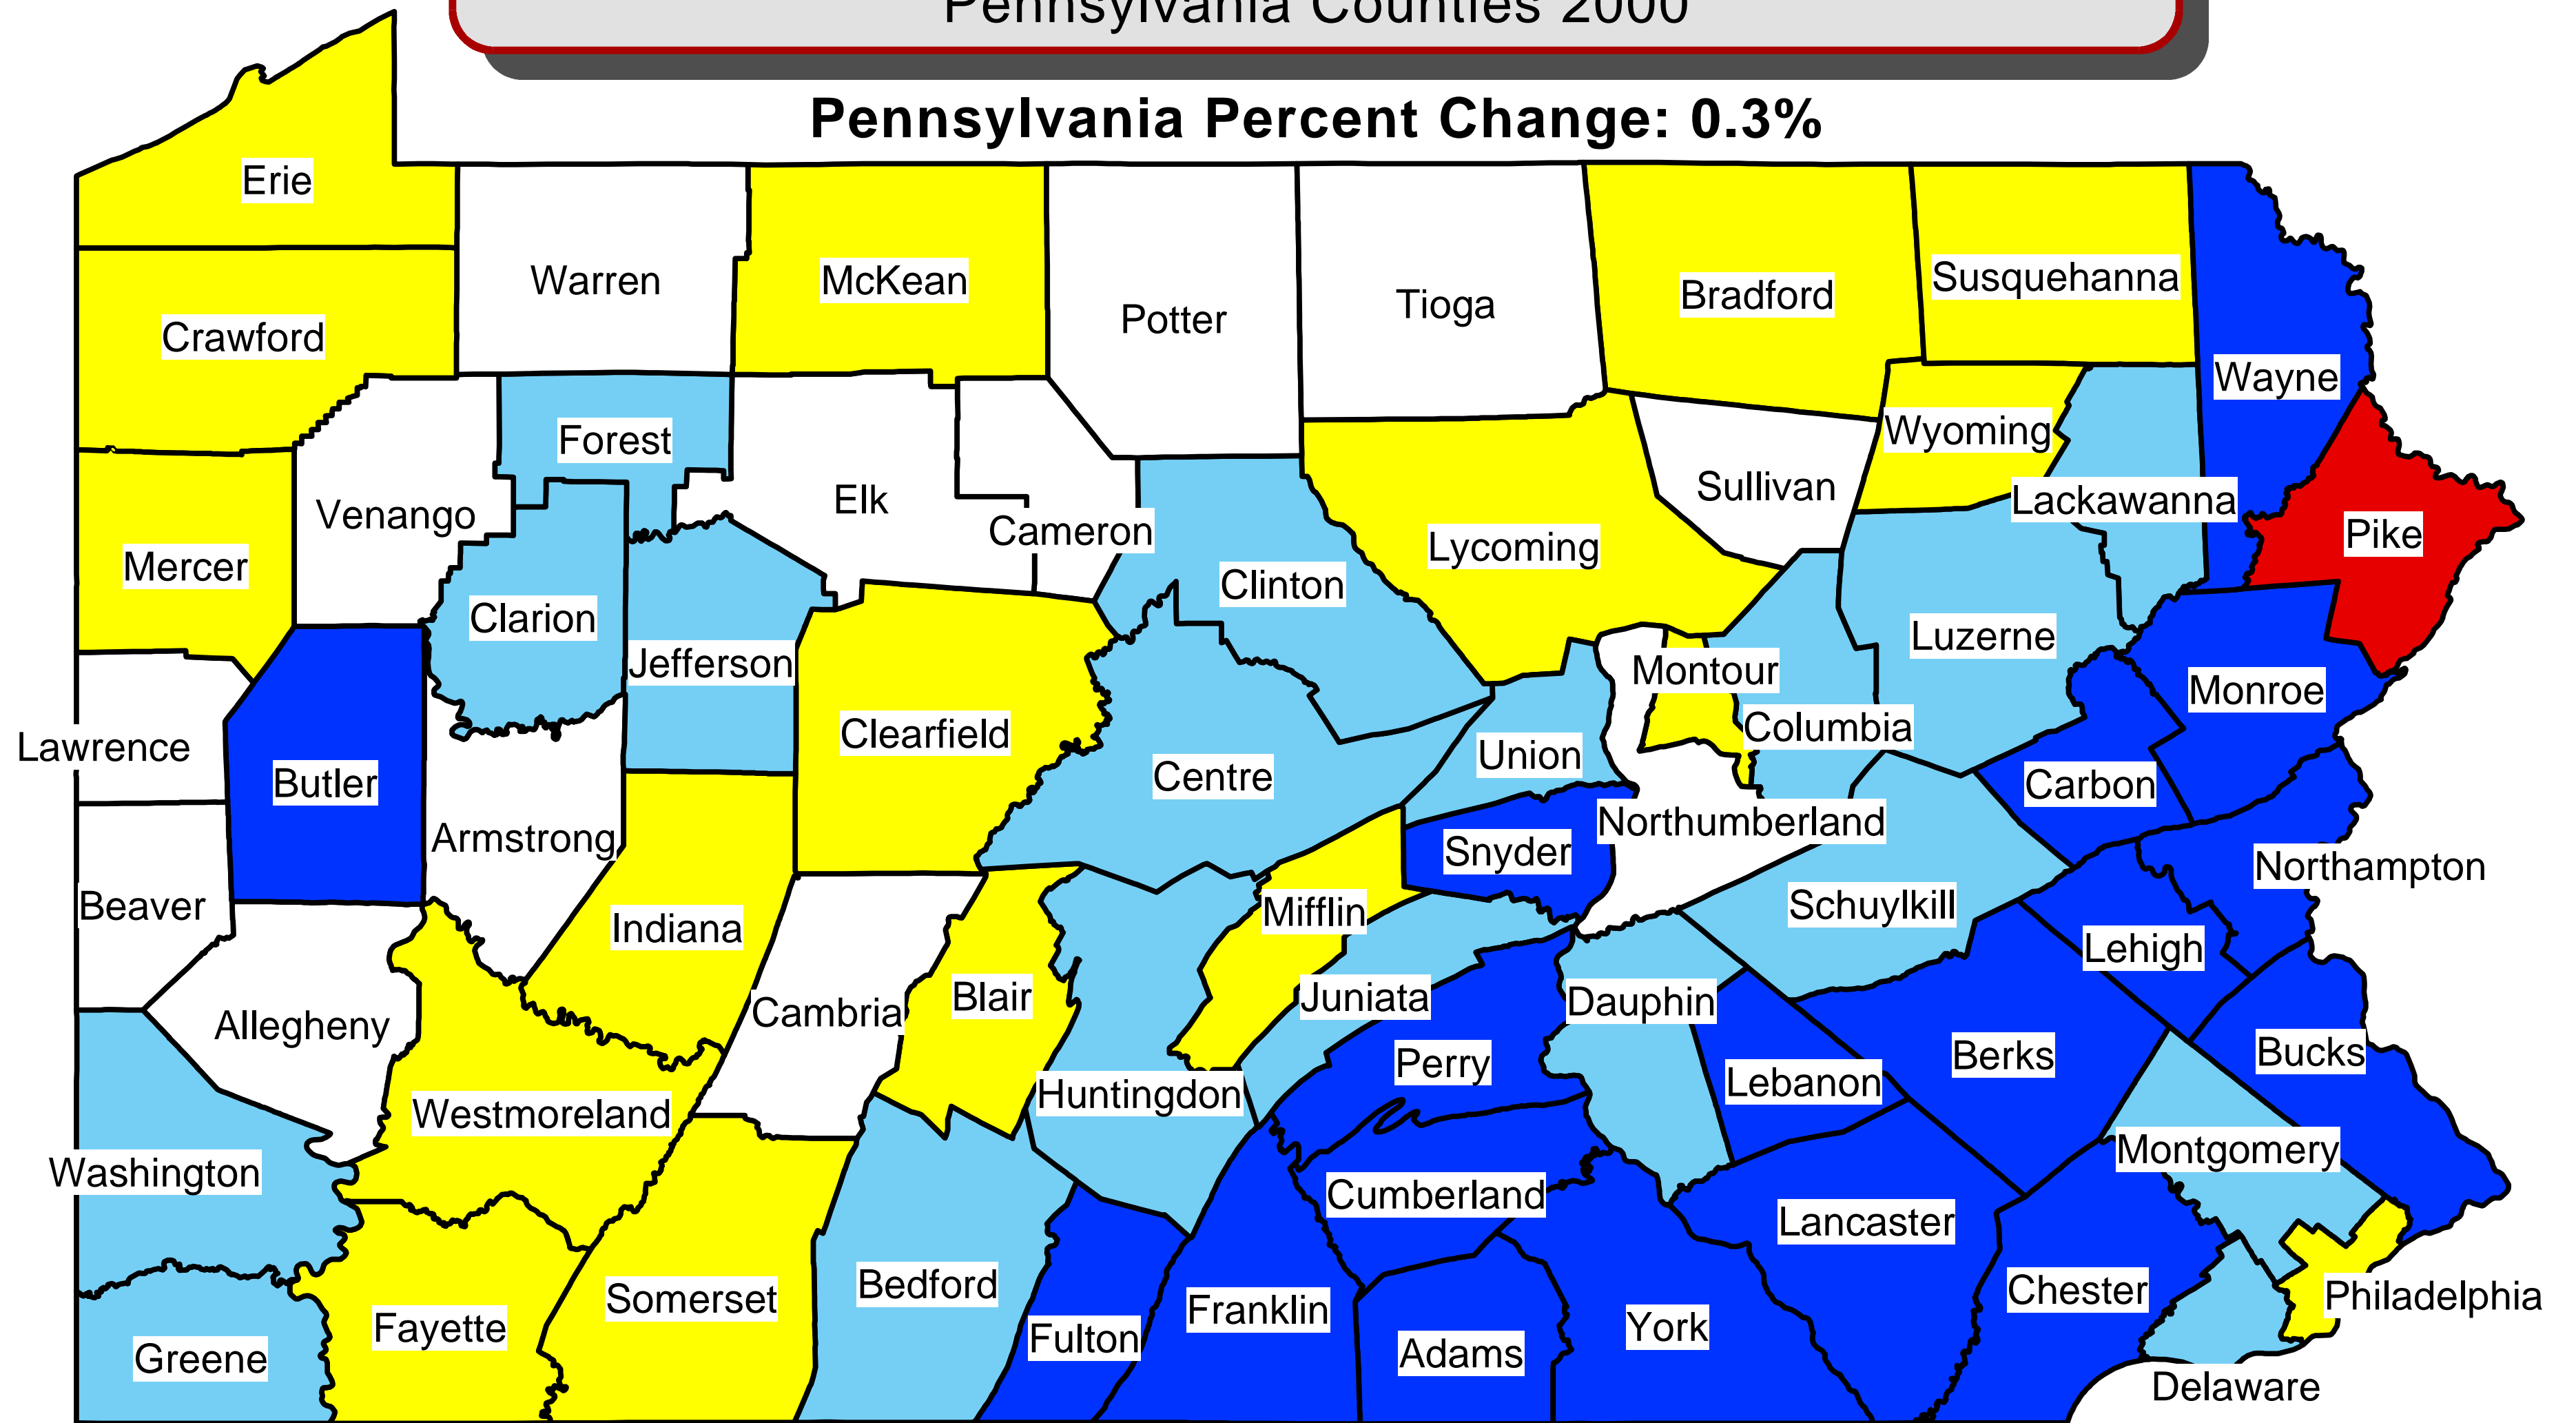 Pennsylvania Counties 2000
Pennsylvania Percent Change: 0.3%
Erie
Warren
McKean
Potter
Tioga
Bradford
Susquehanna
Crawford
Wayne
Forest
Wyoming
Venango
Elk
Cameron
Sullivan
Lackawanna
Mercer
Lycoming
Pike
Clarion
Clinton
Jefferson
Montour
Luzerne
Monroe
Lawrence
Butler
Clearfield
Centre
Union
Columbia
Carbon
Armstrong
Snyder
Northumberland
Northampton
Beaver
Indiana
Mifflin
Schuylkill
Lehigh
Allegheny
Cambria
Blair
Juniata
Dauphin
Westmoreland
Huntingdon
Perry
Lebanon
Berks
Bucks
Washington
Cumberland
Montgomery
Lancaster
Greene
Fayette
Somerset
Bedford
Fulton
Franklin
Adams
York
Chester
Philadelphia
Delaware